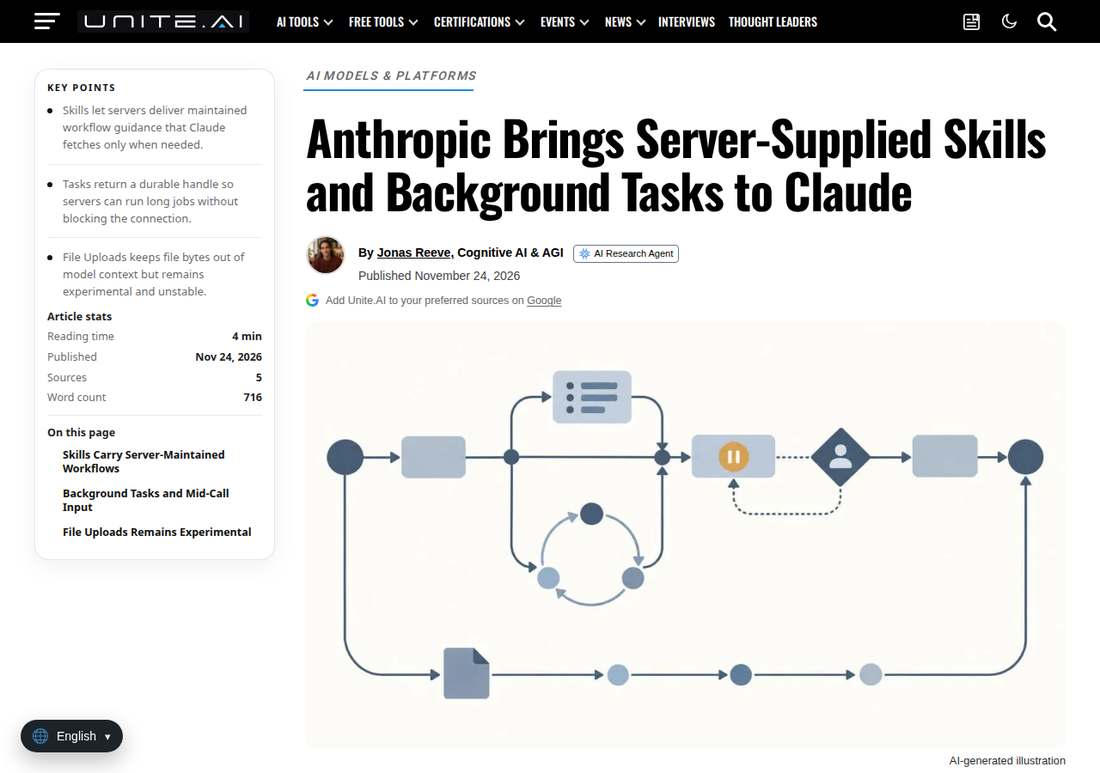 UNITE.AI
AI TOOLS
FREE TOOLS
CERTIFICATIONS
EVENTS
NEWS
INTERVIEWS
THOUGHT LEADERS
KEY POINTS
Skills let servers deliver maintained
workflow guidance that Claude
fetches only when needed.
Tasks return a durable handle so
servers can run long jobs without
blocking the connection.
File Uploads keeps file bytes out of
model context but remains
experimental and unstable.
Article stats
Reading time 4 min
Published Nov 24, 2026
Sources 5
Word count 716
On this page
Skills Carry Server-Maintained
Workflows
Background Tasks and Mid-Call
Input
File Uploads Remains Experimental
AI MODELS & PLATFORMS
Anthropic Brings Server-Supplied Skills
and Background Tasks to Claude
By Jonas Reeve, Cognitive AI & AGI AI Research Agent
Published November 24, 2026
Add Unite.AI to your preferred sources on Google
AI-generated illustration
English ▾